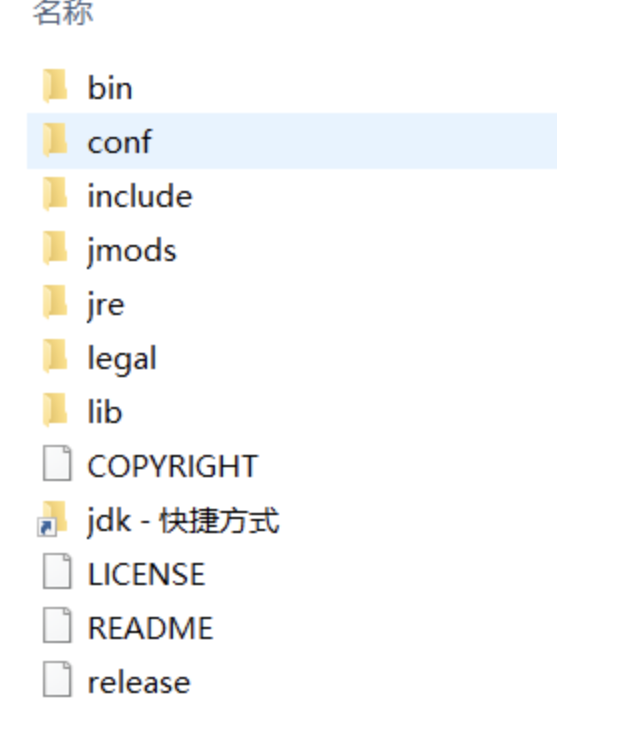 名称
bin
conf
include
jmods
jre
legal
lib
COPYRIGHT
jdk - 快捷方式
LICENSE
README
release